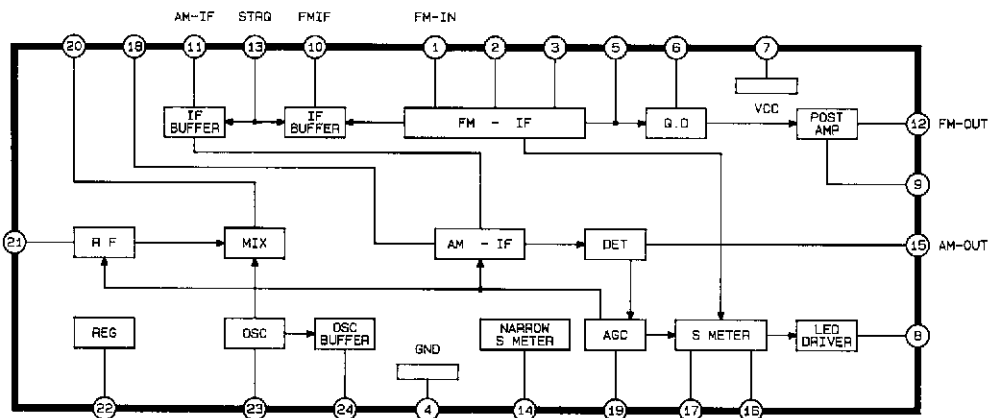 AM-IF STRQ FMIF FM-IN
20 18 11 13 10 1 2 3 5 6 7
IF BUFFER
IF BUFFER
FM - IF
Q.D
VCC
POST AMP
12 FM-OUT
9
21
R F
MIX
AM - IF
DET
15 AM-OUT
REG
OSC
OSC BUFFER
GND
NARROW S METER
AGC
S METER
LED DRIVER
8
22 23 24 4 14 19 17 16